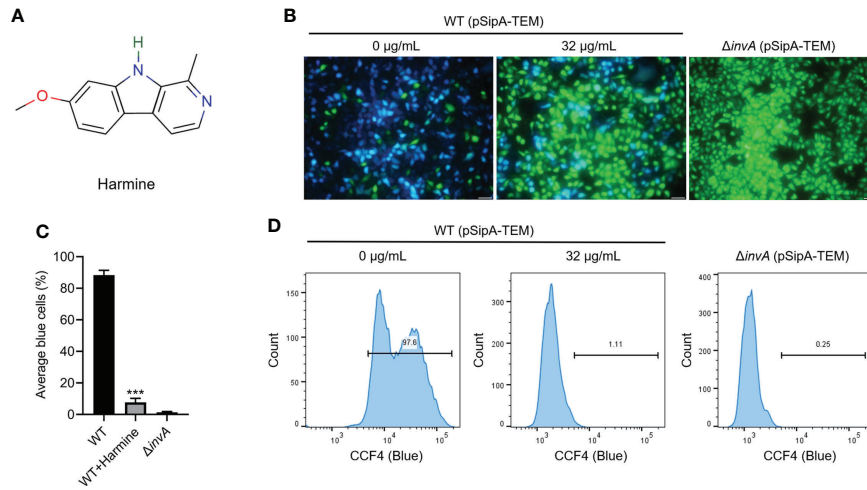 A
H
N
N
O
Harmine
B
WT (pSipA-TEM)
0 µg/mL
32 µg/mL
ΔinvA (pSipA-TEM)
C
Average blue cells (%)
100
80
60
40
20
0
***
WT
WT+Harmine
ΔinvA
D
WT (pSipA-TEM)
0 µg/mL
32 µg/mL
ΔinvA (pSipA-TEM)
Count
150
100
50
0
97.6
10³
10⁴
10⁵
CCF4 (Blue)
Count
300
200
100
0
1.11
10³
10⁴
10⁵
CCF4 (Blue)
Count
400
300
200
100
0
0.25
10³
10⁴
10⁵
CCF4 (Blue)